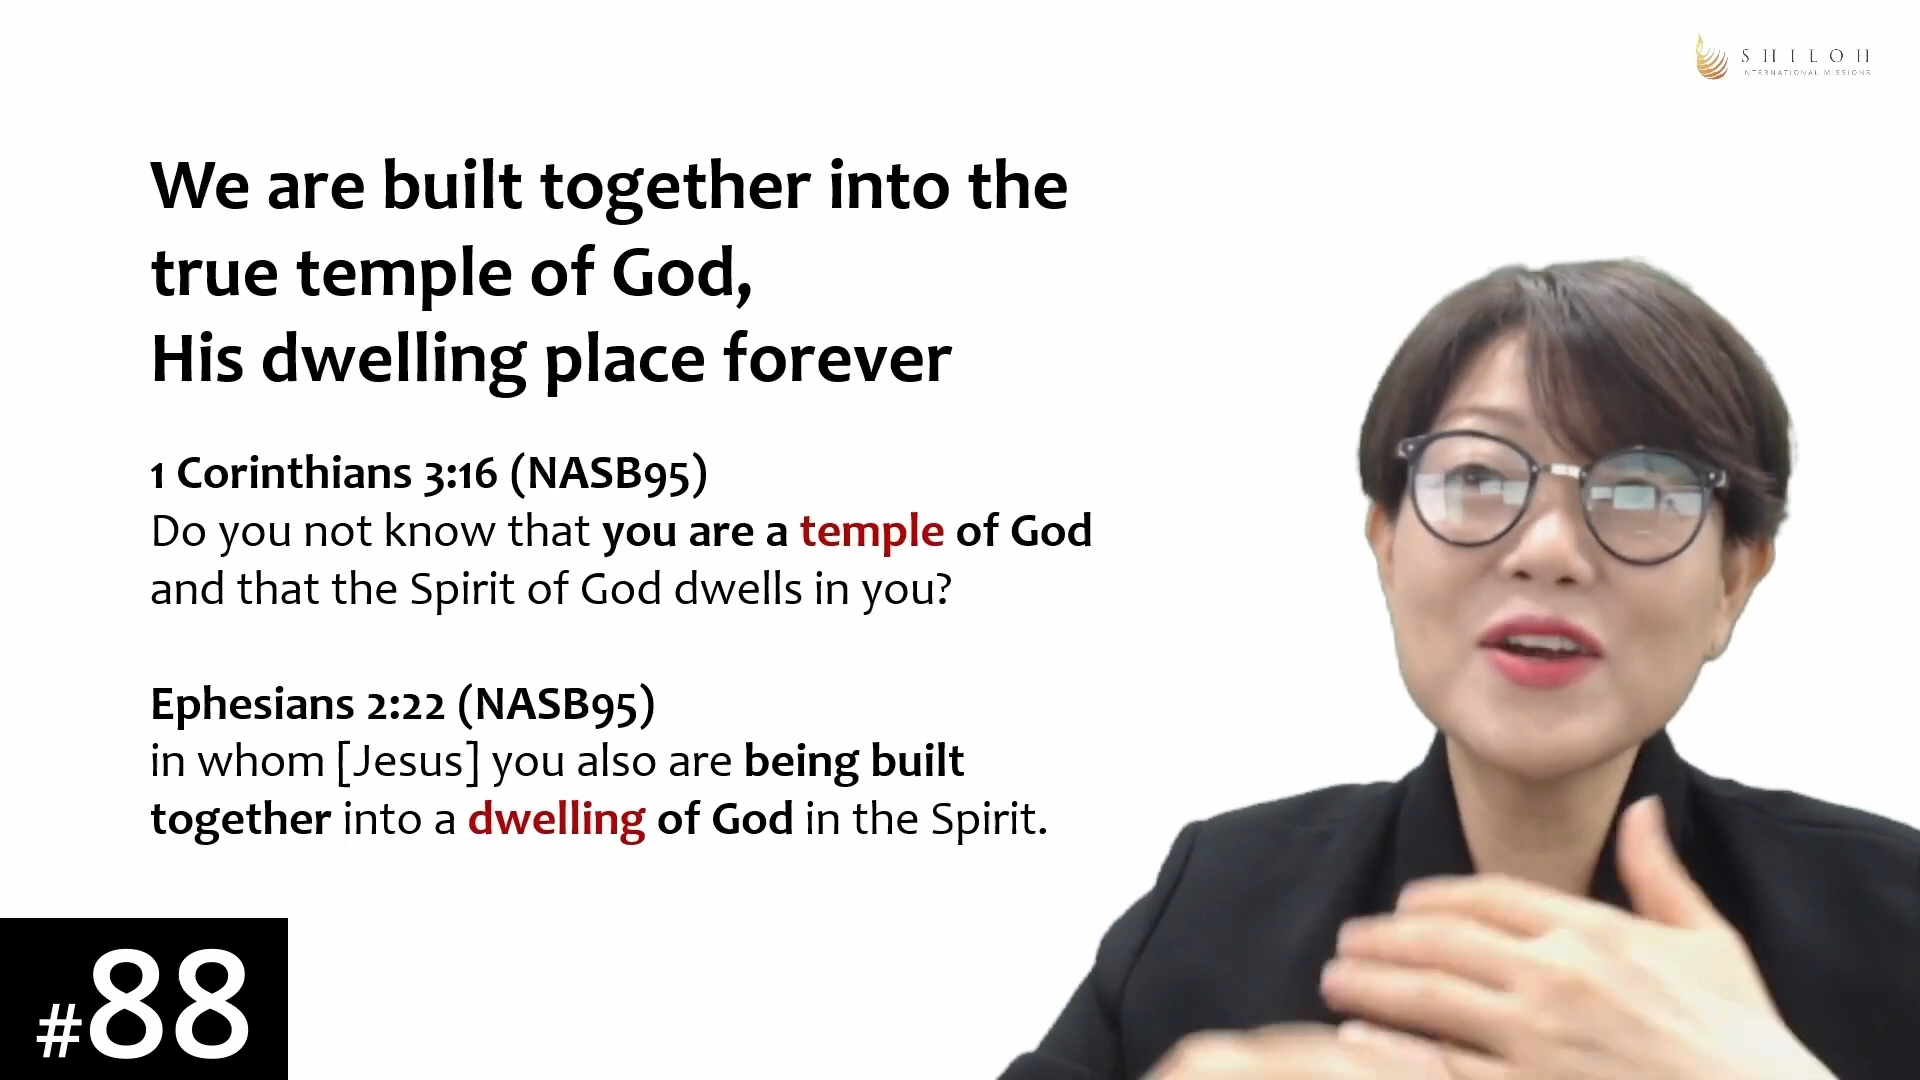 SHILOH
INTERNATIONAL MISSIONS
We are built together into the
true temple of God,
His dwelling place forever
1 Corinthians 3:16 (NASB95)
Do you not know that you are a temple of God
and that the Spirit of God dwells in you?
Ephesians 2:22 (NASB95)
in whom [Jesus] you also are being built
together into a dwelling of God in the Spirit.
#88